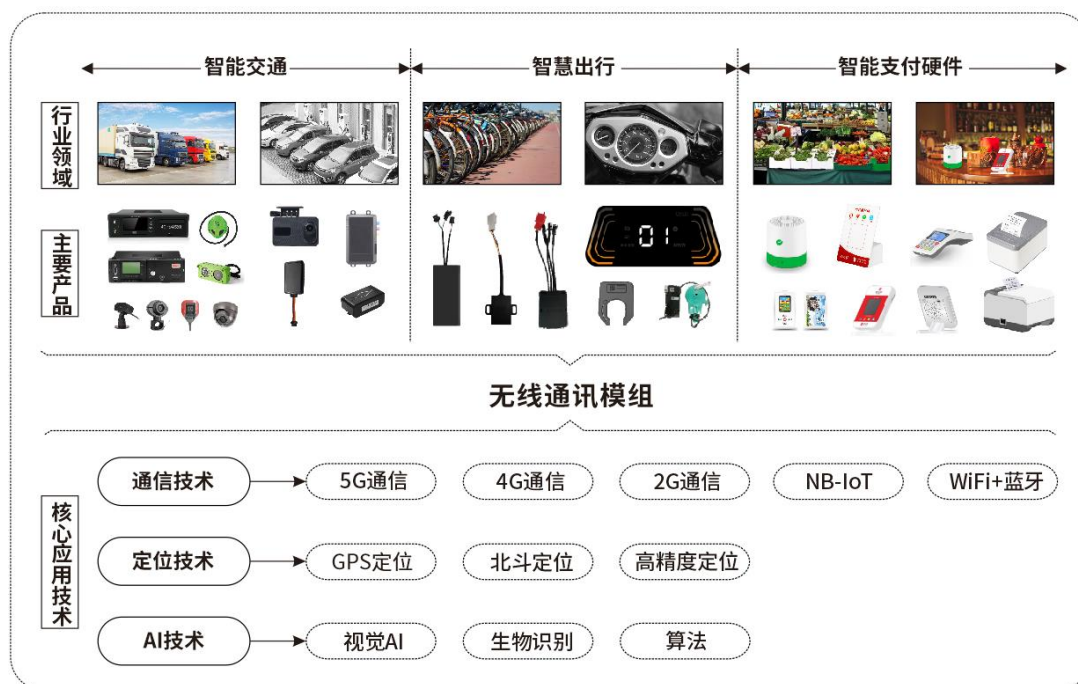 智能交通
智慧出行
智能支付硬件
行业领域
主要产品
01
无线通讯模组
核心应用技术
通信技术
5G通信
4G通信
2G通信
NB-IoT
WiFi+蓝牙
定位技术
GPS定位
北斗定位
高精度定位
AI技术
视觉AI
生物识别
算法